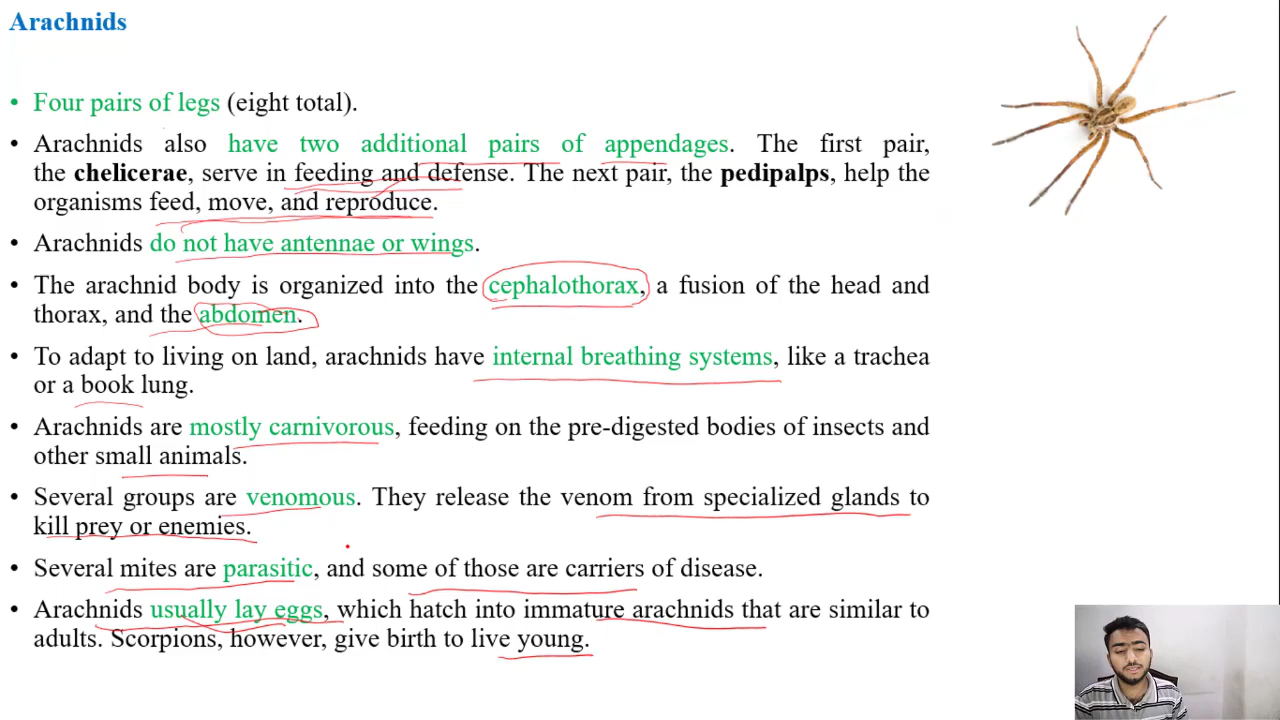 Arachnids
• Four pairs of legs (eight total).
• Arachnids also have two additional pairs of appendages. The first pair,
the chelicerae, serve in feeding and defense. The next pair, the pedipalps, help the
organisms feed, move, and reproduce.
• Arachnids do not have antennae or wings.
• The arachnid body is organized into the cephalothorax, a fusion of the head and
thorax, and the abdomen.
• To adapt to living on land, arachnids have internal breathing systems, like a trachea
or a book lung.
• Arachnids are mostly carnivorous, feeding on the pre-digested bodies of insects and
other small animals.
• Several groups are venomous. They release the venom from specialized glands to
kill prey or enemies.
• Several mites are parasitic, and some of those are carriers of disease.
• Arachnids usually lay eggs, which hatch into immature arachnids that are similar to
adults. Scorpions, however, give birth to live young.